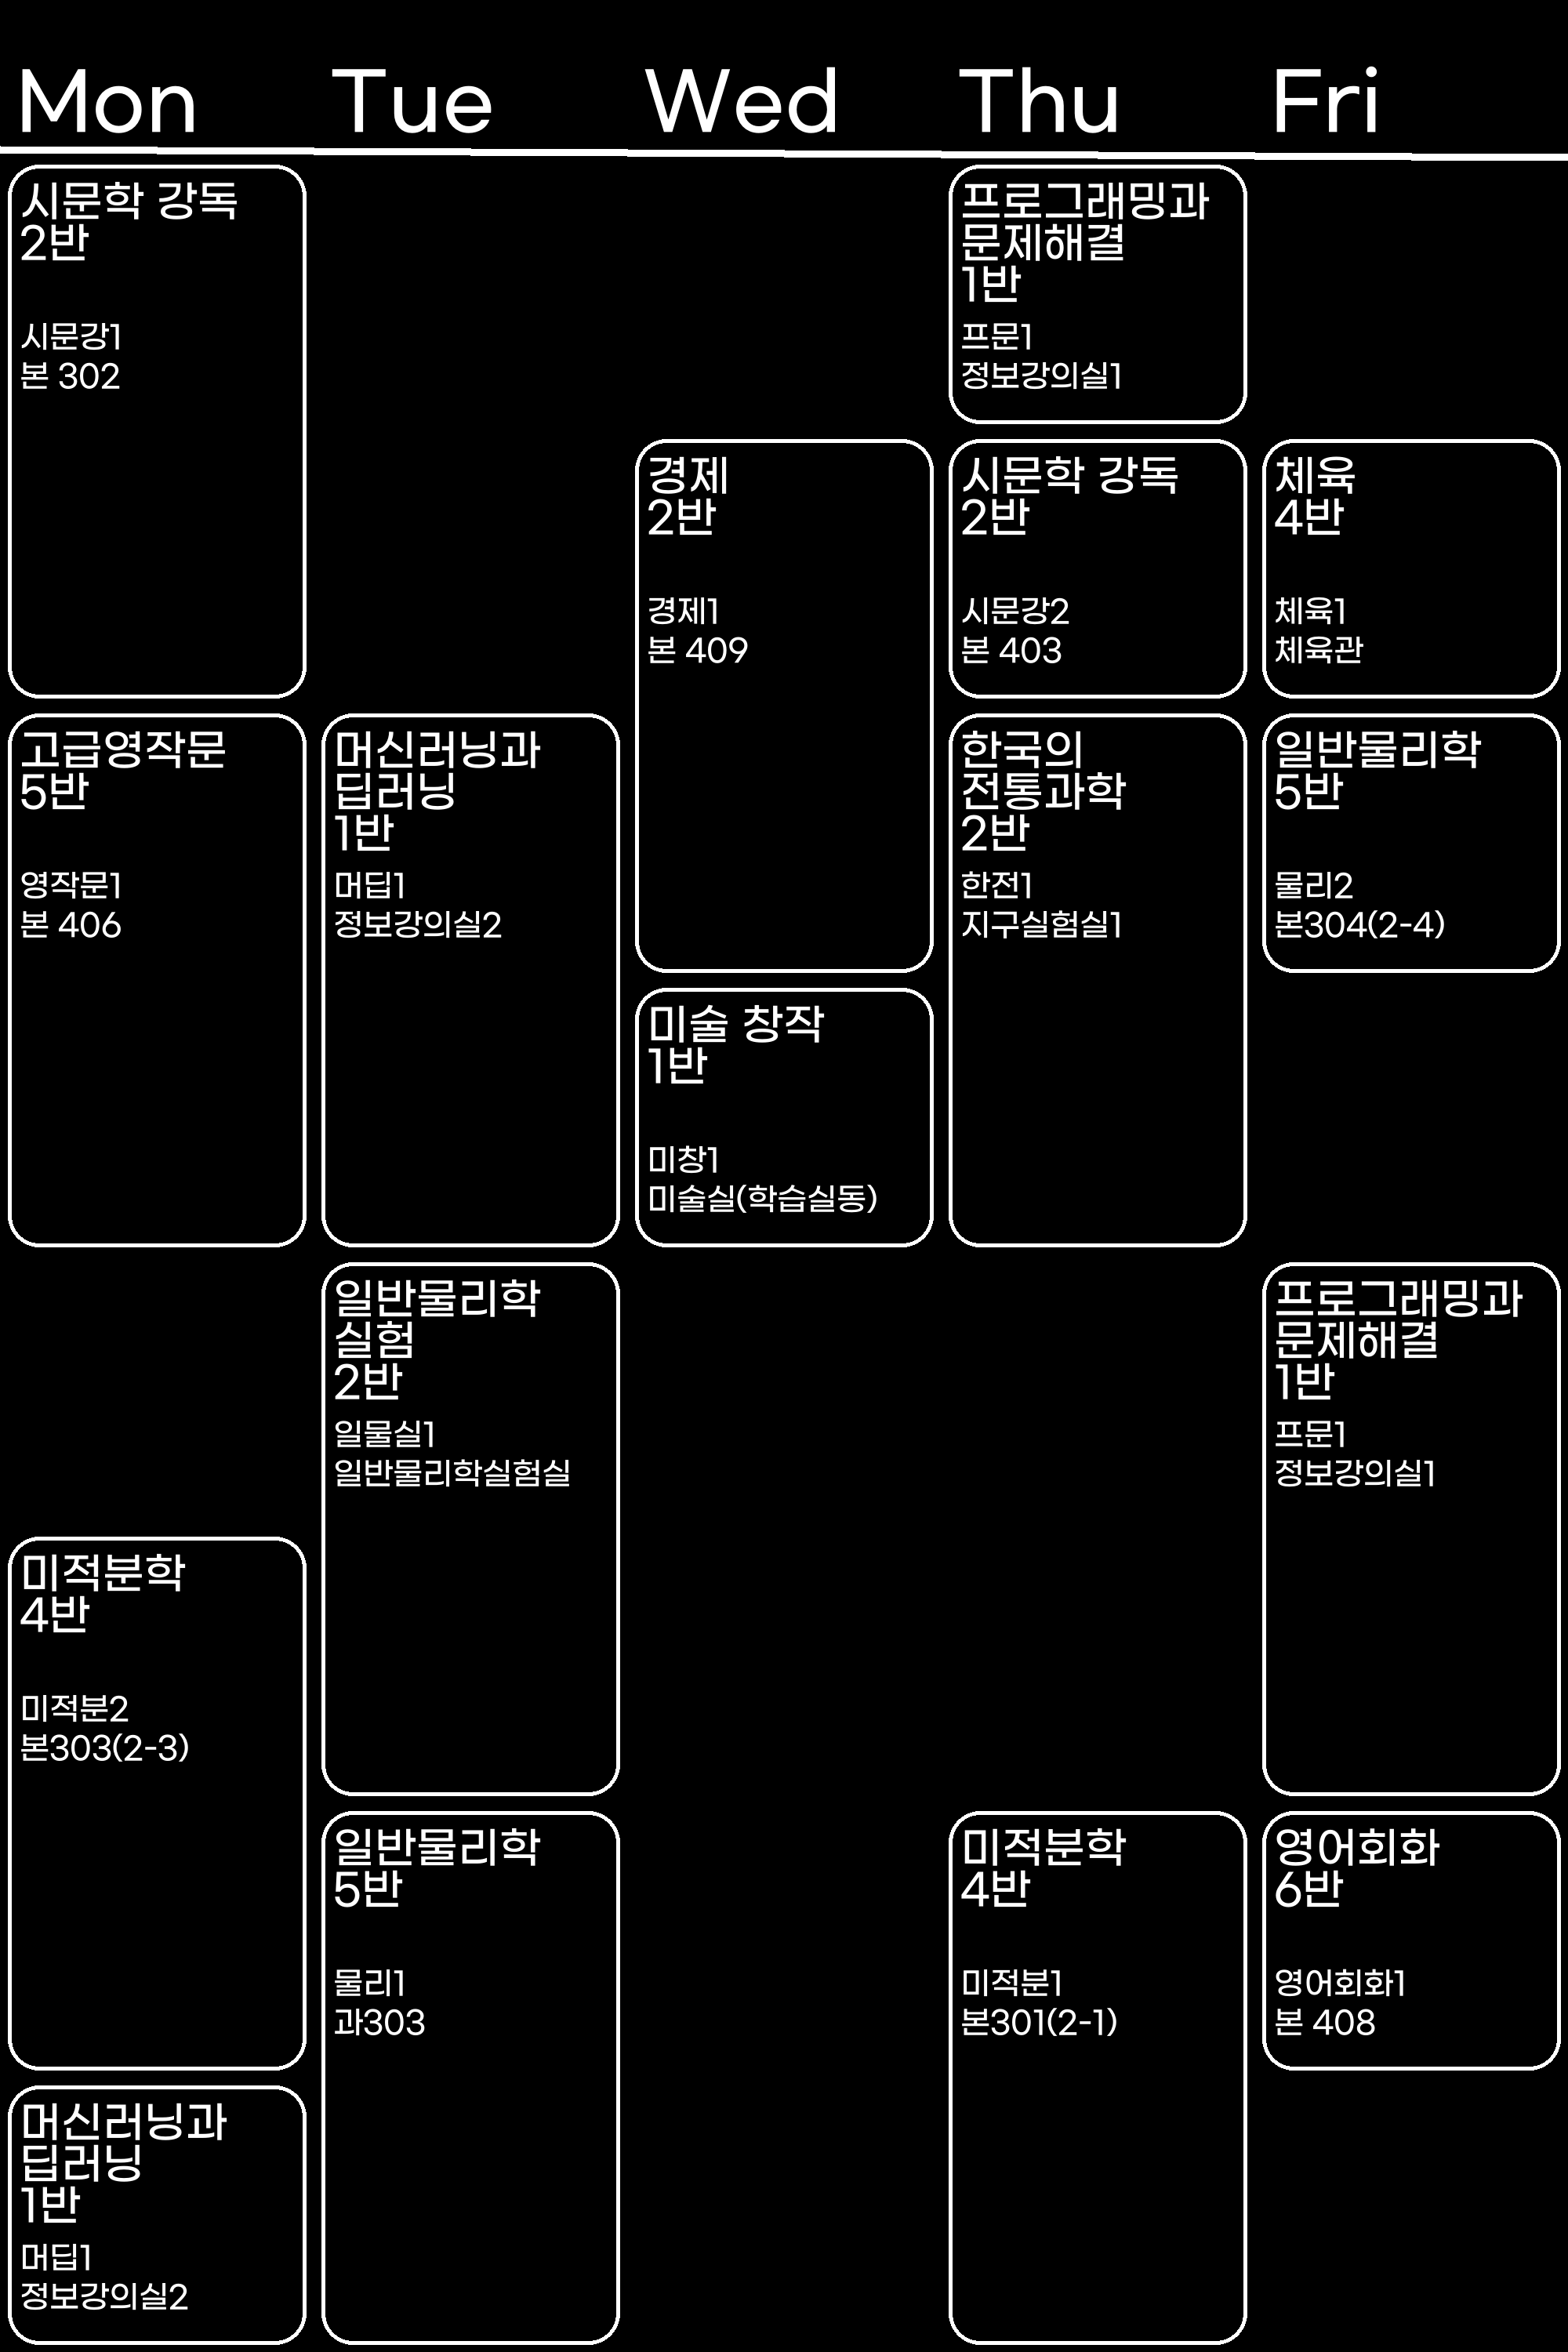 Mon
Tue
Wed
Thu
Fri
시문학 강독
2반
시문강1
본 302
고급영작문
5반
영작문1
본 406
미적분학
4반
미적분2
본303(2-3)
머신러닝과
딥러닝
1반
머딥1
정보강의실2
머신러닝과
딥러닝
1반
머딥1
정보강의실2
일반물리학
실험
2반
일물실1
일반물리학실험실
일반물리학
5반
물리1
과303
경제
2반
경제1
본 409
미술 창작
1반
미창1
미술실(학습실동)
프로그래밍과
문제해결
1반
프문1
정보강의실1
시문학 강독
2반
시문강2
본 403
한국의
전통과학
2반
한전1
지구실험실1
미적분학
4반
미적분1
본301(2-1)
체육
4반
체육1
체육관
일반물리학
5반
물리2
본304(2-4)
프로그래밍과
문제해결
1반
프문1
정보강의실1
영어회화
6반
영어회화1
본 408